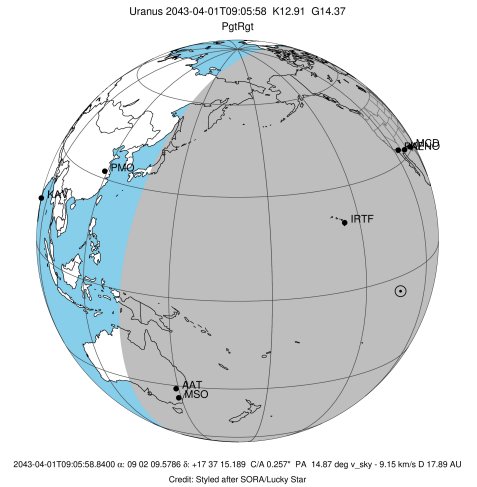 Uranus 2043-04-01T09:05:58 K12.91 G14.37
PgtRgt
MCD
KAV
PMO
IRTF
AAT
MSO
2043-04-01T09:05:58.8400 α: 09 02 09.5786 δ: +17 37 15.189 C/A 0.257" PA 14.87 deg v_sky - 9.15 km/s D 17.89 AU
Credit: Styled after SORA/Lucky Star